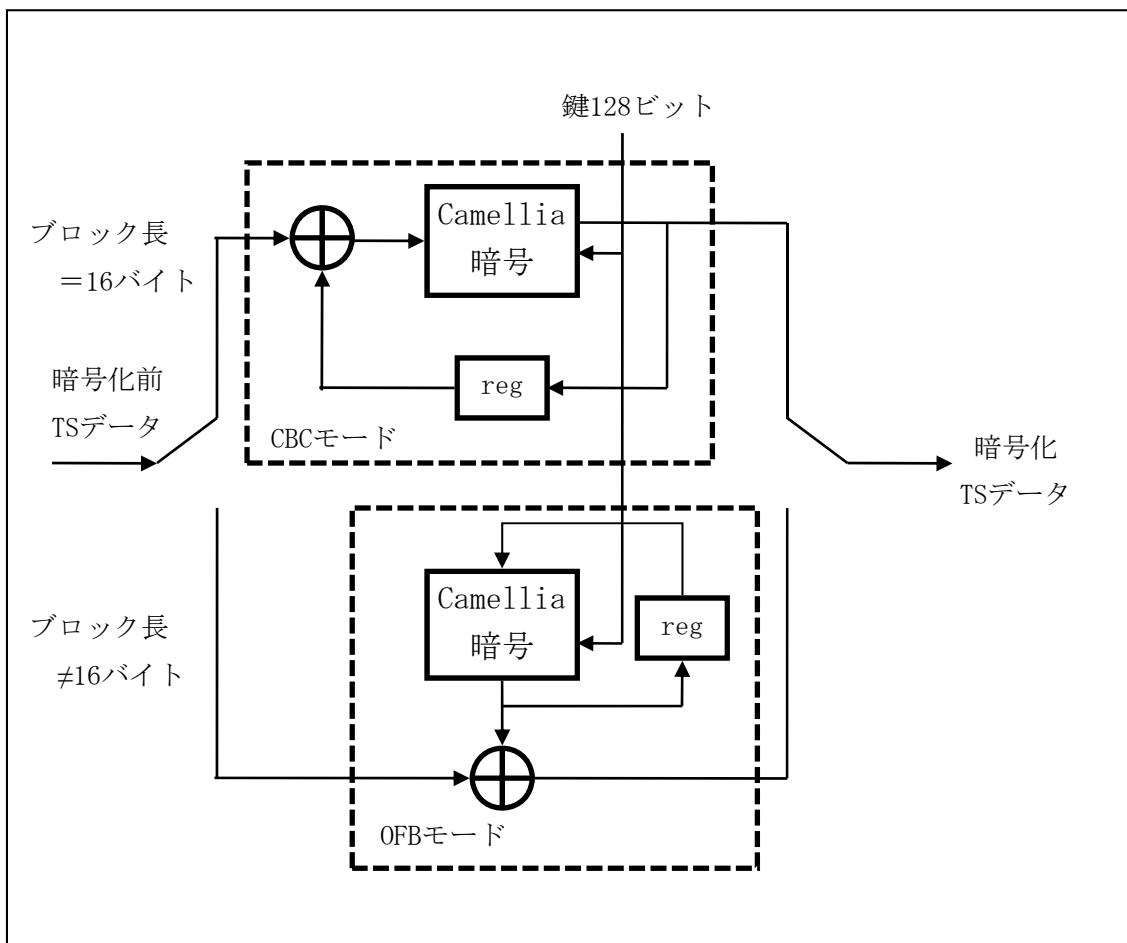 鍵128ビット
ブロック長
＝16バイト
Camellia
暗号
reg
CBCモード
暗号化前
TSデータ
暗号化
TSデータ
ブロック長
≠16バイト
Camellia
暗号
reg
OFBモード